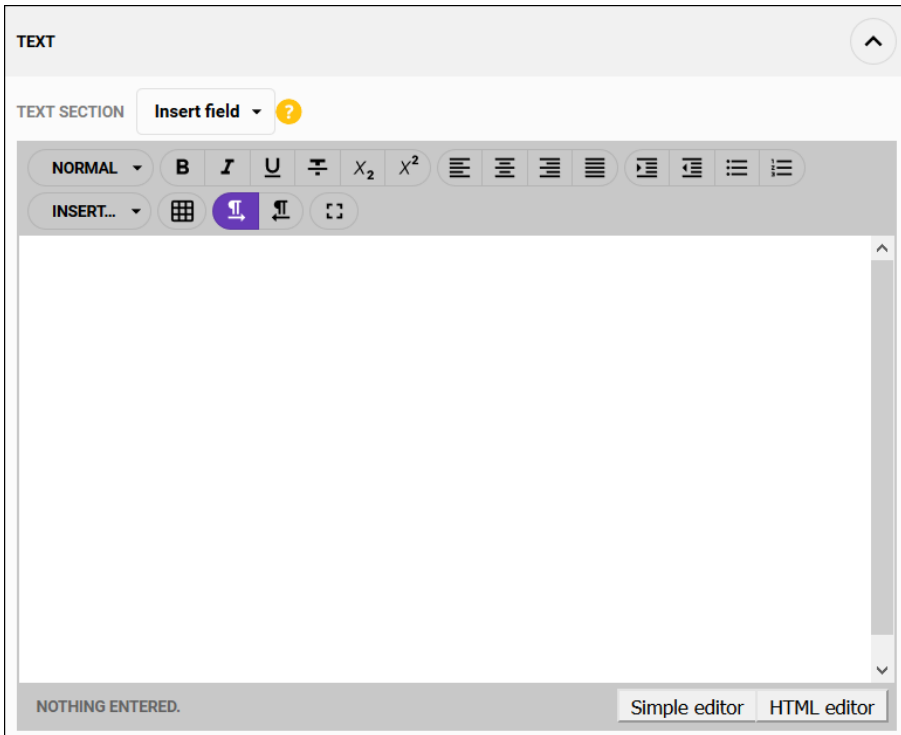 TEXT
TEXT SECTION Insert field ?
NORMAL B I U T X₂ X²
INSERT...
NOTHING ENTERED. Simple editor HTML editor